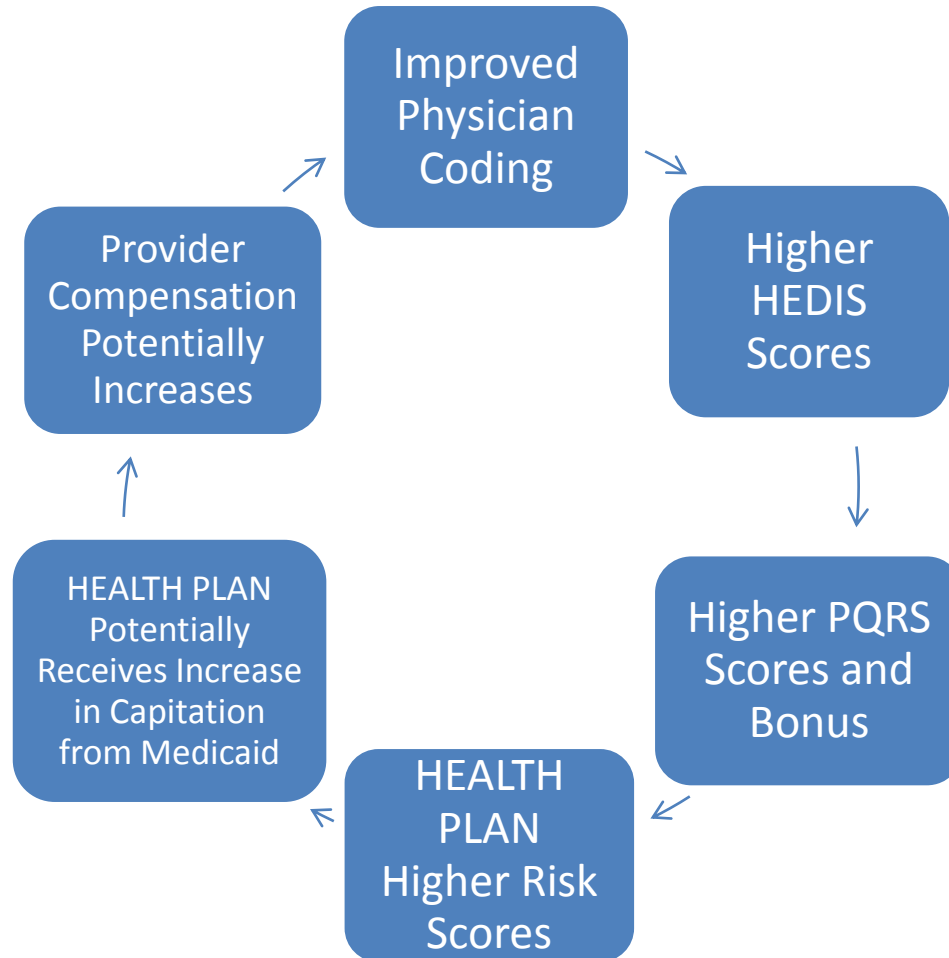 Improved
Physician
Coding
Higher
HEDIS
Scores
Higher PQRS
Scores and
Bonus
HEALTH
PLAN
Higher Risk
Scores
HEALTH PLAN
Potentially
Receives Increase
in Capitation
from Medicaid
Provider
Compensation
Potentially
Increases